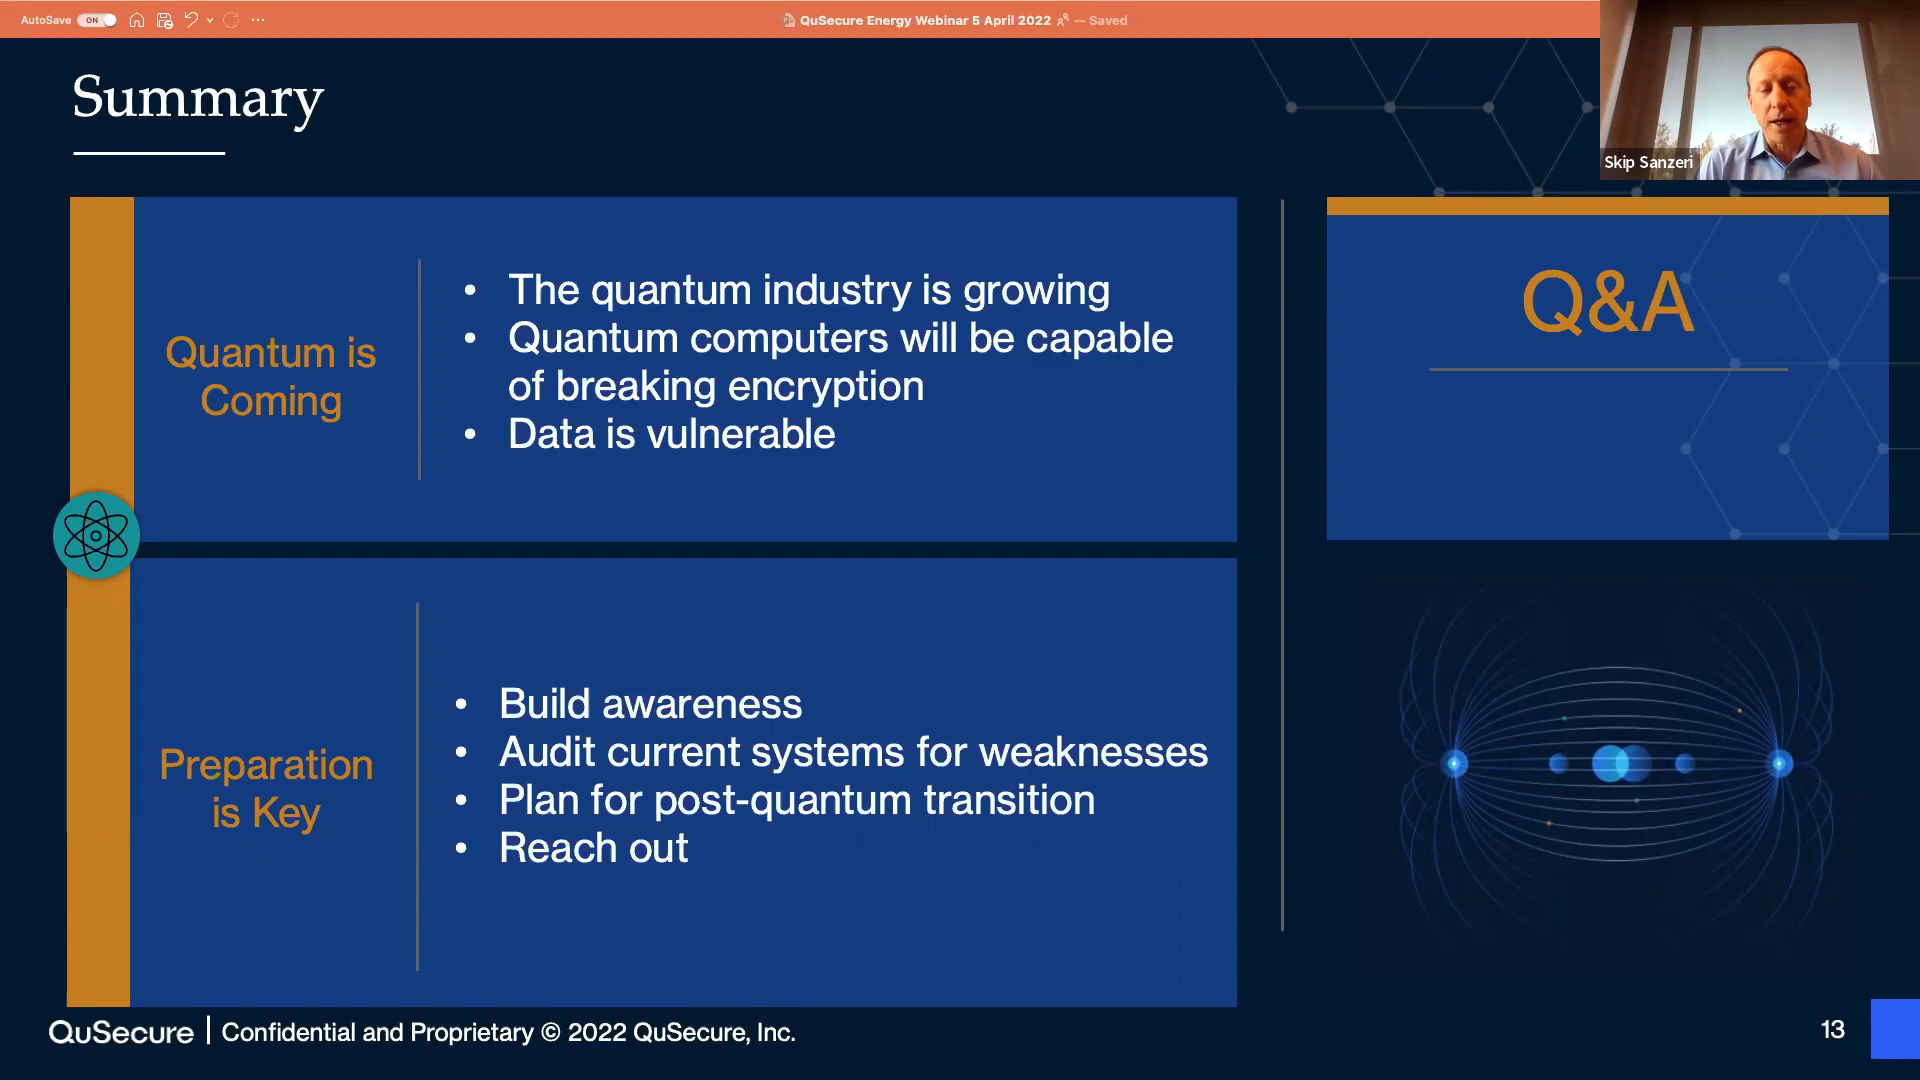 AutoSave ON
QuSecure Energy Webinar 5 April 2022 — Saved
Skip Sanzeri
Summary
Quantum is
Coming
• The quantum industry is growing
• Quantum computers will be capable
of breaking encryption
• Data is vulnerable
Preparation
is Key
• Build awareness
• Audit current systems for weaknesses
• Plan for post-quantum transition
• Reach out
Q&A
QuSecure | Confidential and Proprietary © 2022 QuSecure, Inc.
13